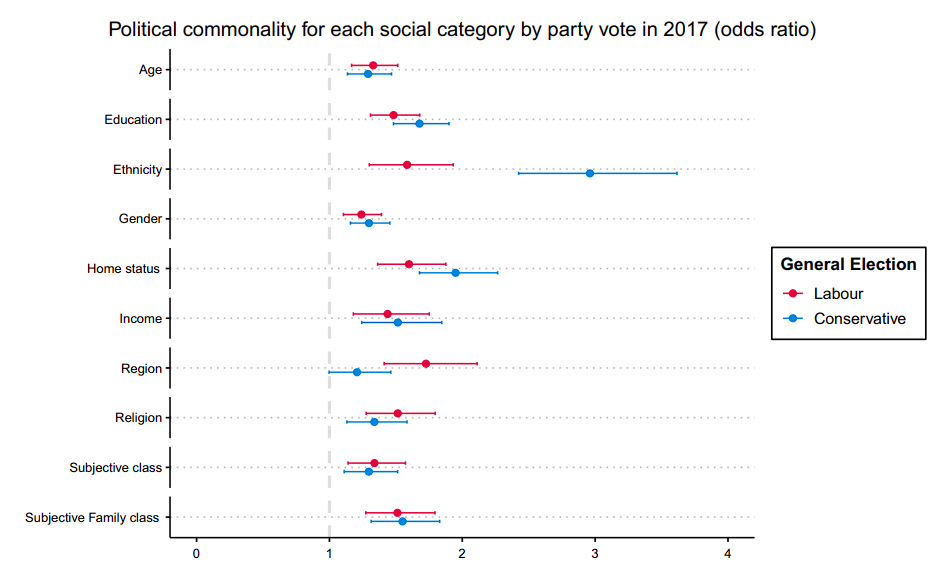 Political commonality for each social category by party vote in 2017 (odds ratio)
Age
Education
Ethnicity
Gender
Home status
Income
Region
Religion
Subjective class
Subjective Family class
0 1 2 3 4
General Election
Labour
Conservative